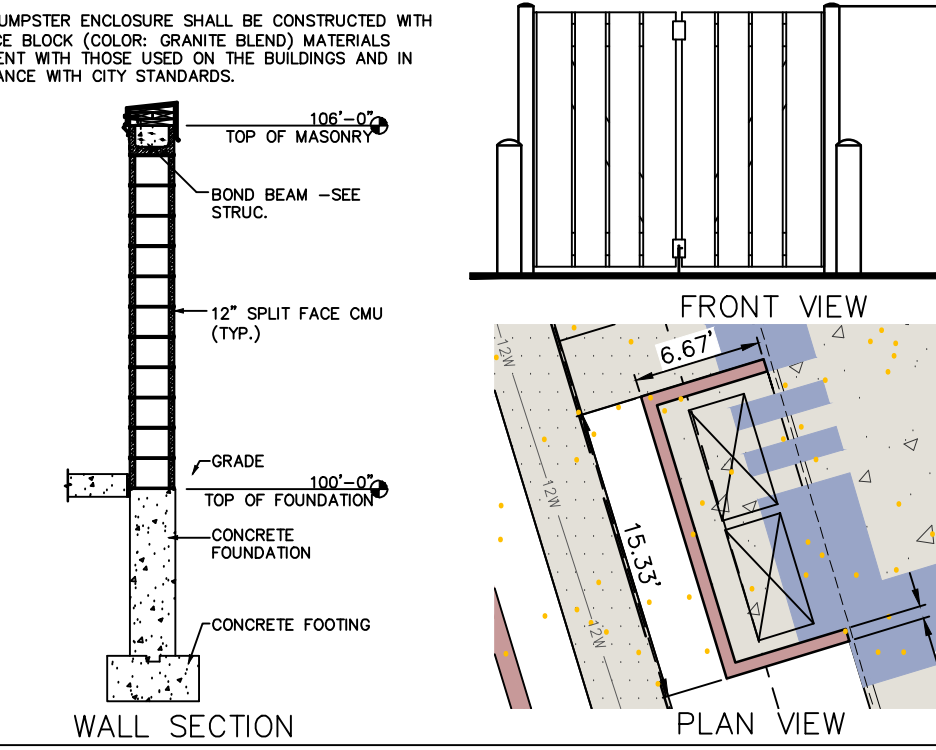 UMPSTER ENCLOSURE SHALL BE CONSTRUCTED WITH
CE BLOCK (COLOR: GRANITE BLEND) MATERIALS
ENT WITH THOSE USED ON THE BUILDINGS AND IN
ANCE WITH CITY STANDARDS.
106'-0"
TOP OF MASONRY
BOND BEAM -SEE
STRUC.
12" SPLIT FACE CMU
(TYP.)
GRADE
100'-0"
TOP OF FOUNDATION
CONCRETE
FOUNDATION
CONCRETE FOOTING
WALL SECTION
FRONT VIEW
12W
6.67'
12W
15.33'
12W
PLAN VIEW